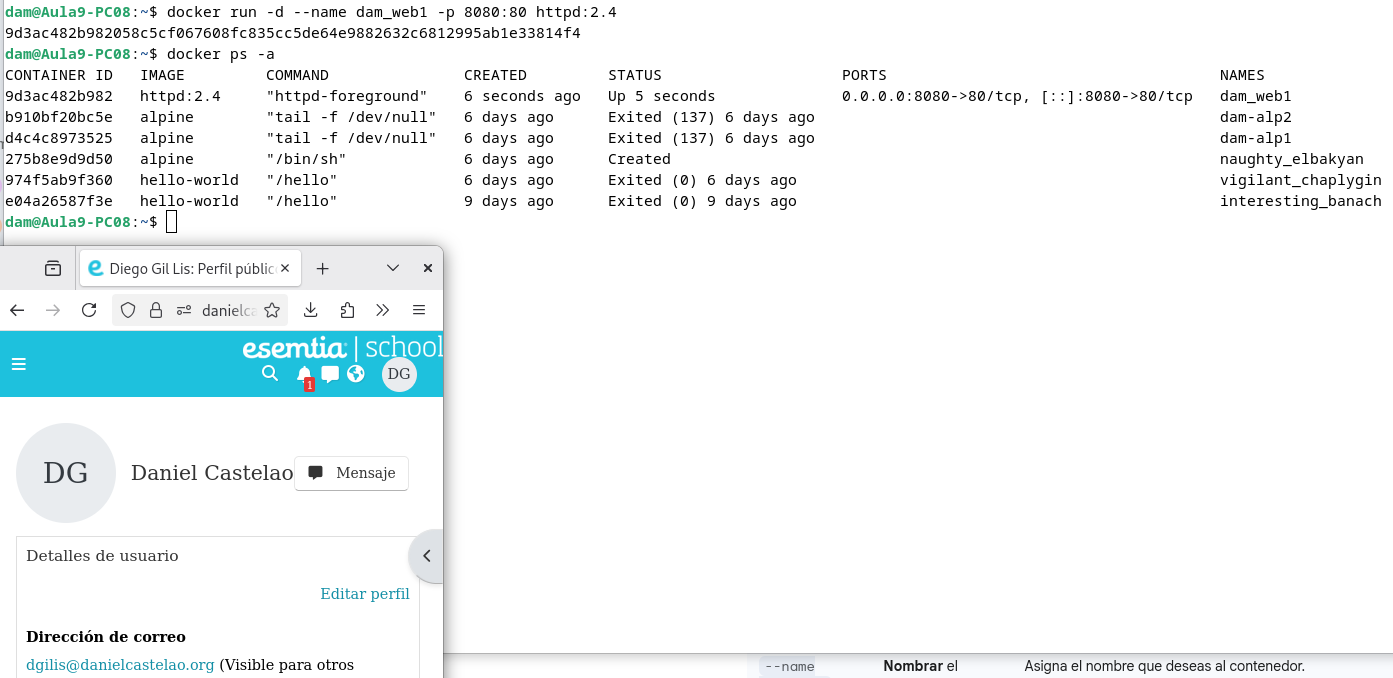 dam@Aula9-PC08:~$ docker run -d --name dam_web1 -p 8080:80 httpd:2.4
9d3ac482b982058c5cf067608fc835cc5de64e9882632c6812995ab1e33814f4
dam@Aula9-PC08:~$ docker ps -a
CONTAINER ID   IMAGE         COMMAND               CREATED         STATUS                    PORTS                                     NAMES
9d3ac482b982   httpd:2.4     "httpd-foreground"    6 seconds ago   Up 5 seconds              0.0.0.0:8080->80/tcp, [::]:8080->80/tcp   dam_web1
b910bf20bc5e   alpine        "tail -f /dev/null"   6 days ago      Exited (137) 6 days ago                                             dam-alp2
d4c4c8973525   alpine        "tail -f /dev/null"   6 days ago      Exited (137) 6 days ago                                             dam-alp1
275b8e9d9d50   alpine        "/bin/sh"             6 days ago      Created                                                             naughty_elbakyan
974f5ab9f360   hello-world   "/hello"              6 days ago      Exited (0) 6 days ago                                               vigilant_chaplygin
e04a26587f3e   hello-world   "/hello"              9 days ago      Exited (0) 9 days ago                                               interesting_banach
dam@Aula9-PC08:~$
Diego Gil Lis: Perfil públic
danielca
esemtia | school
1
DG
DG
Daniel Castelao
Mensaje
Detalles de usuario
Editar perfil
Dirección de correo
dgilis@danielcastelao.org (Visible para otros
--name Nombrar el Asigna el nombre que deseas al contenedor.